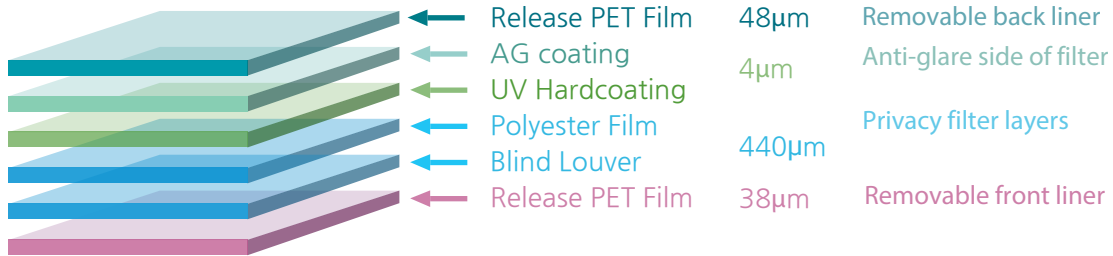 Release PET Film 48μm Removable back liner
AG coating Anti-glare side of filter
4μm
UV Hardcoating
Polyester Film Privacy filter layers
440μm
Blind Louver
Release PET Film 38μm Removable front liner